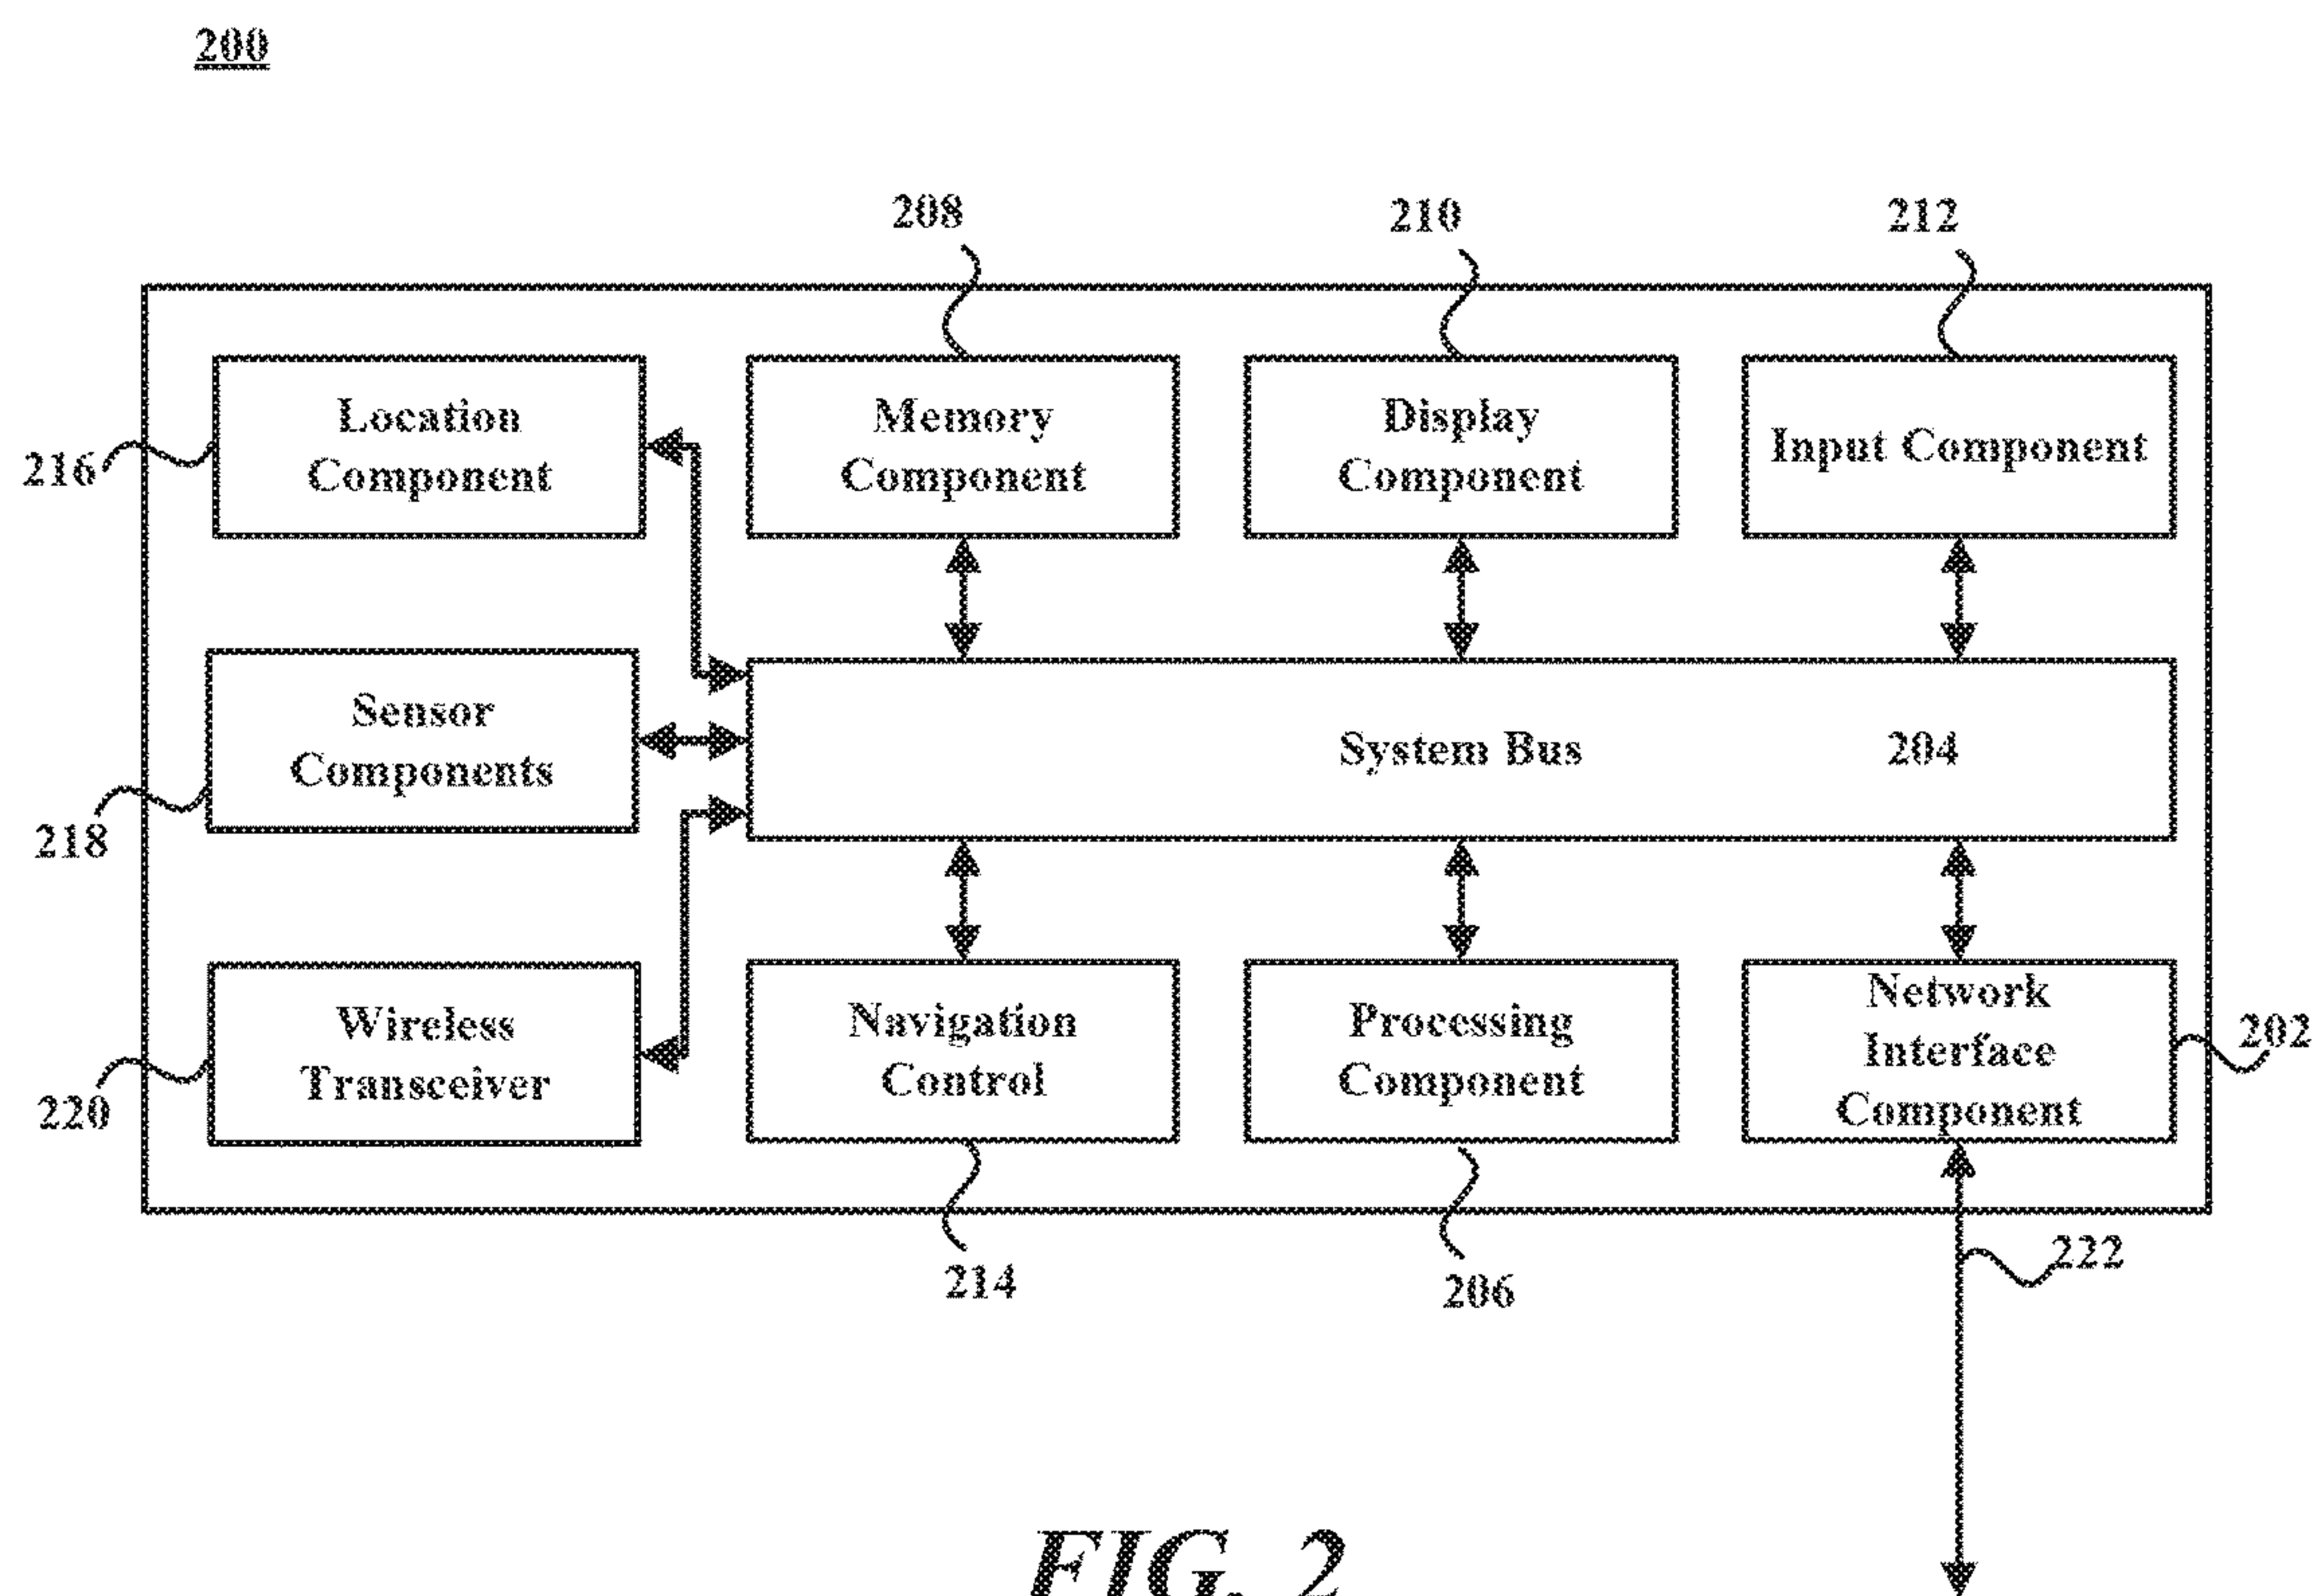 200
208
210
212
Location
Component
Memory
Component
Display
Component
Input Component
216
Sensor
Components
System Bus
204
218
Wireless
Transceiver
Navigation
Control
Processing
Component
Network
Interface
Component
202
220
214
206
222
FIG. 2